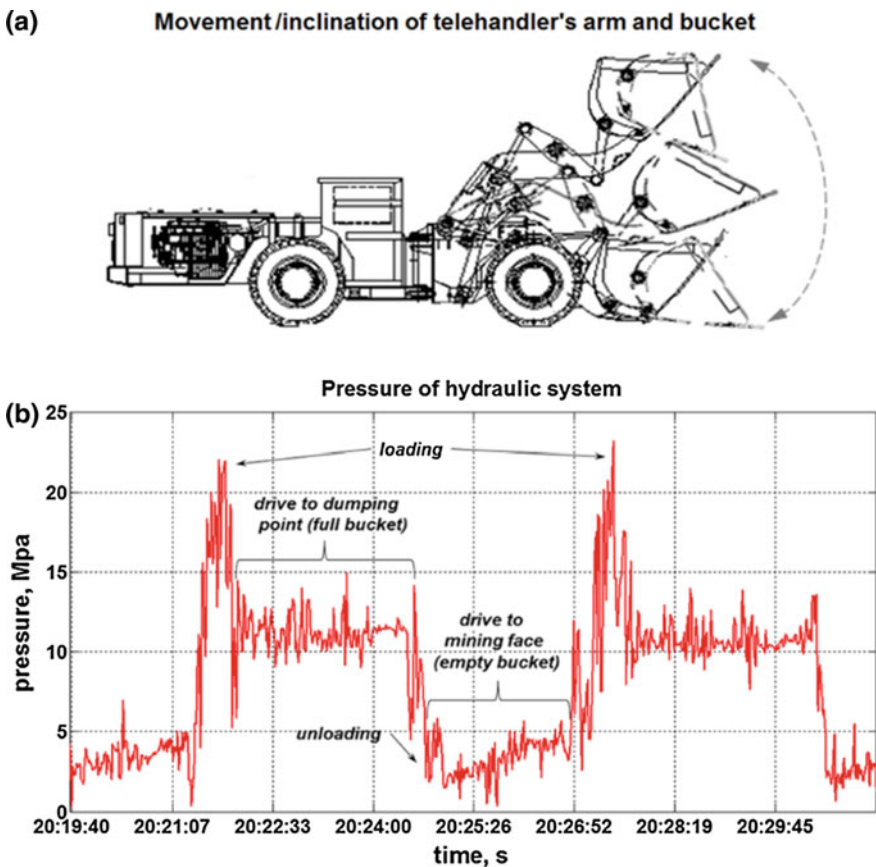 (a) Movement/inclination of telehandler's arm and bucket
(b) Pressure of hydraulic system
25
20
15
10
5
0
pressure, Mpa
loading
drive to dumping
point (full bucket)
drive to
mining face
(empty bucket)
unloading
20:19:40 20:21:07 20:22:33 20:24:00 20:25:26 20:26:52 20:28:19 20:29:45
time, s